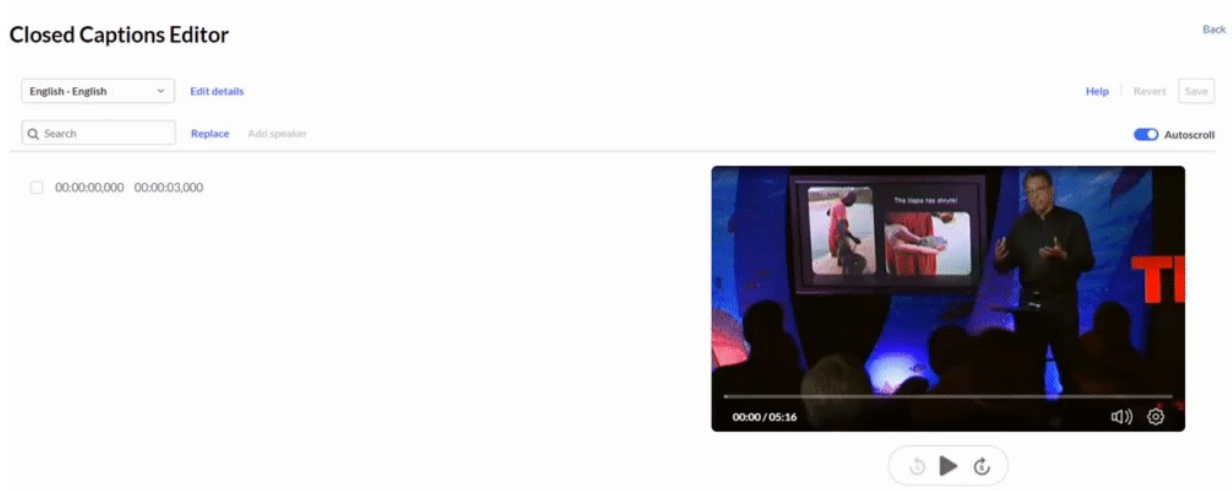 Closed Captions Editor
Back
English - English
Edit details
Help
Revert
Save
Search
Replace
Add speaker
Autoscroll
00:00:00,000 00:00:03,000
The tilapia has shrunk!
00:00 / 05:16